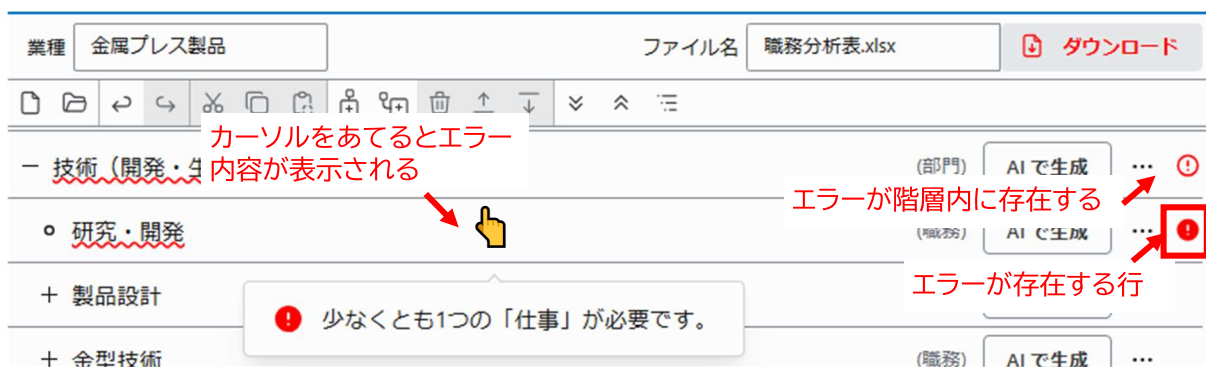 業種 金属プレス製品 ファイル名 職務分析表.xlsx ダウンロード
カーソルをあてるとエラー
内容が表示される
技術（開発・生 (部門) AIで生成 …
エラーが階層内に存在する
研究・開発 (職務) AIで生成 …
エラーが存在する行
製品設計
少なくとも1つの「仕事」が必要です。
金型技術 (職務) AIで生成 …